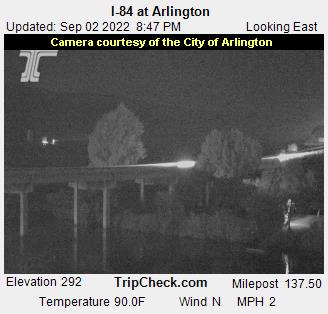 I-84 at Arlington
Updated: Sep 02 2022 8:47 PM Looking East
Camera courtesy of the City of Arlington
Elevation 292 TripCheck.com Milepost 137.50
Temperature 90.0F Wind N MPH 2